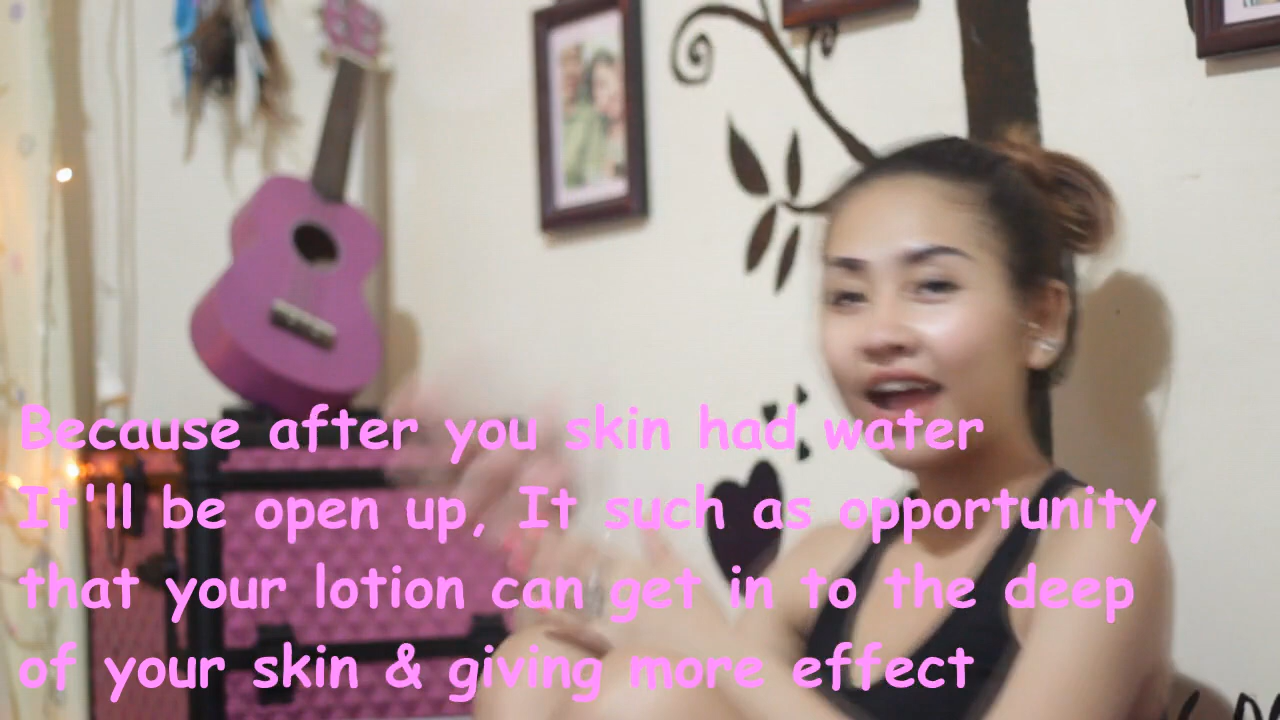 Because after you skin had water
It'll be open up, It such as opportunity
that your lotion can get in to the deep
of your skin & giving more effect